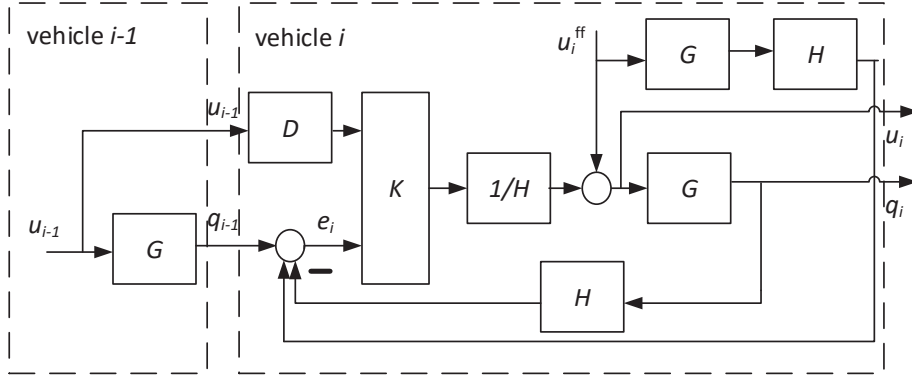 vehicle i-1
vehicle i
u_i^ff
G
H
u_{i-1}
D
u_i
K
1/H
G
q_i
u_{i-1}
G
q_{i-1}
e_i
H